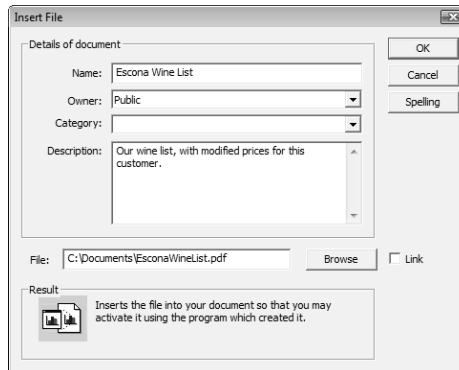 Insert File
Details of document
Name: Escona Wine List
Owner: Public
Category:
Description: Our wine list, with modified prices for this
customer.
OK
Cancel
Spelling
File: C:\Documents\EsconaWineList.pdf Browse Link
Result
Inserts the file into your document so that you may
activate it using the program which created it.